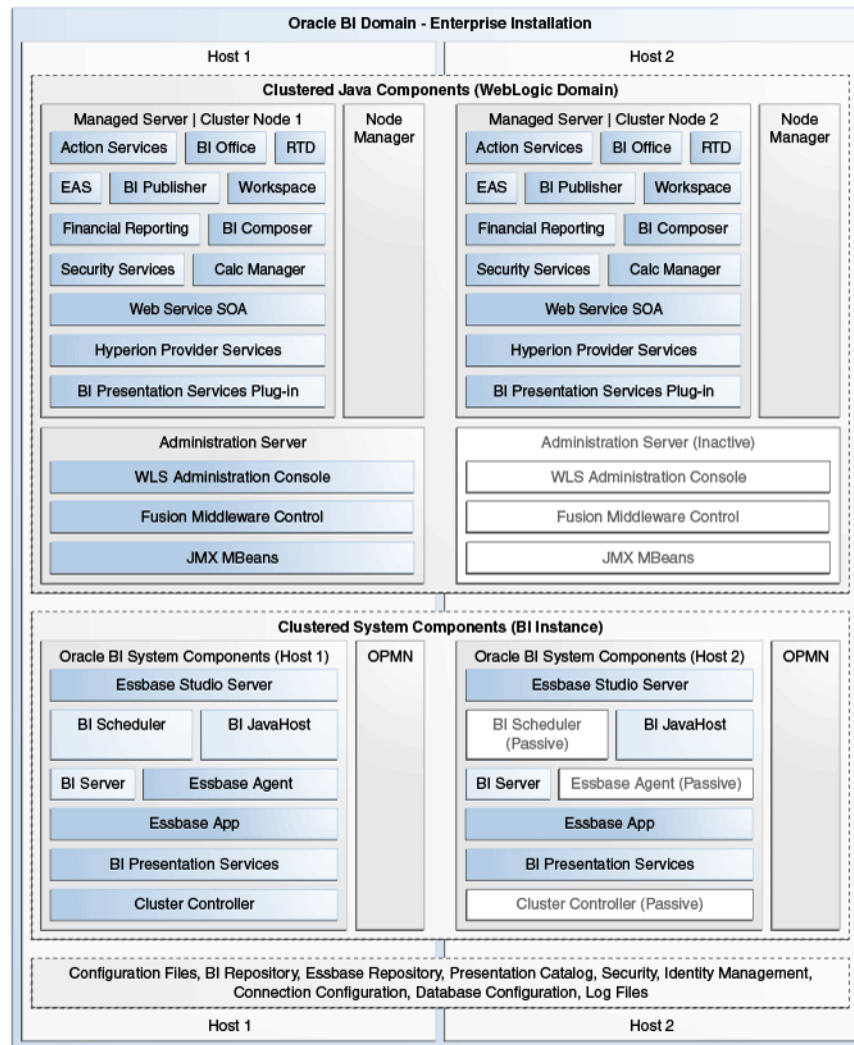 Oracle BI Domain - Enterprise Installation
Host 1
Host 2
Clustered Java Components (WebLogic Domain)
Managed Server | Cluster Node 1
Action Services
BI Office
RTD
EAS
BI Publisher
Workspace
Financial Reporting
BI Composer
Security Services
Calc Manager
Web Service SOA
Hyperion Provider Services
BI Presentation Services Plug-in
Node
Manager
Managed Server | Cluster Node 2
Action Services
BI Office
RTD
EAS
BI Publisher
Workspace
Financial Reporting
BI Composer
Security Services
Calc Manager
Web Service SOA
Hyperion Provider Services
BI Presentation Services Plug-in
Node
Manager
Administration Server
WLS Administration Console
Fusion Middleware Control
JMX MBeans
Administration Server (Inactive)
WLS Administration Console
Fusion Middleware Control
JMX MBeans
Clustered System Components (BI Instance)
Oracle BI System Components (Host 1)
Essbase Studio Server
BI Scheduler
BI JavaHost
BI Server
Essbase Agent
Essbase App
BI Presentation Services
Cluster Controller
OPMN
Oracle BI System Components (Host 2)
Essbase Studio Server
BI Scheduler
(Passive)
BI JavaHost
BI Server
Essbase Agent (Passive)
Essbase App
BI Presentation Services
Cluster Controller (Passive)
OPMN
Configuration Files, BI Repository, Essbase Repository, Presentation Catalog, Security, Identity Management,
Connection Configuration, Database Configuration, Log Files
Host 1
Host 2